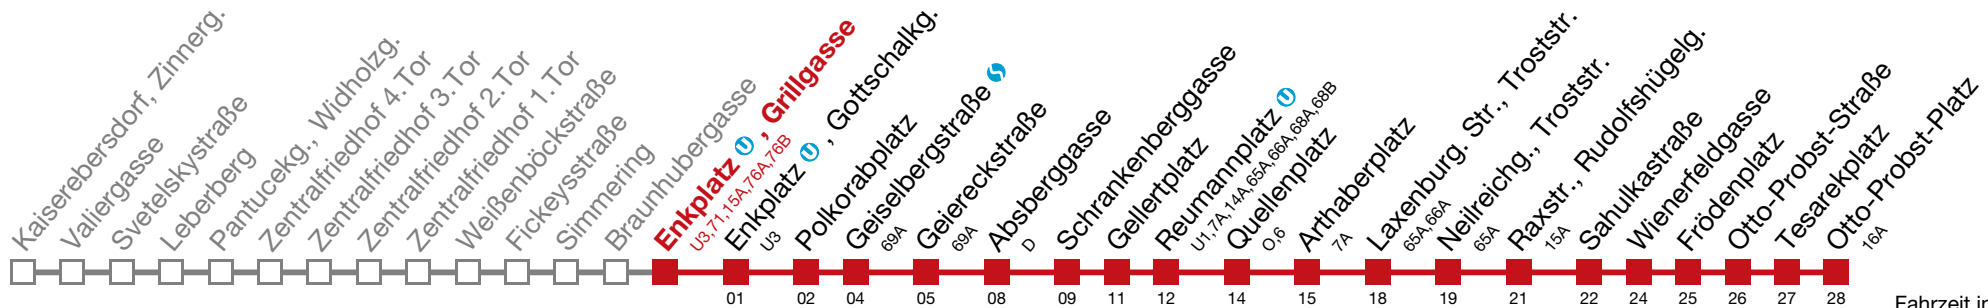 Kaiserebersdorf, Zinnerg.
Valiergasse
Svetelskystraße
Leberberg
Pantucekg., Widholzg.
Zentralfriedhof 4.Tor
Zentralfriedhof 3.Tor
Zentralfriedhof 2.Tor
Zentralfriedhof 1.Tor
Weißenböckstraße
Fickeysstraße
Simmering
Braunhubergasse
Enkplatz U, Grillgasse
U3,71,15A,76A,76B
Enkplatz U, Gottschalkg.
U3
Polkorabplatz
Geiselbergstraße S
69A
Geiereckstraße
69A
Absberggasse
D
Schrankenberggasse
Gellertplatz
Reumannplatz U
U1,7A,14A,65A,66A,68A,68B
Quellenplatz
O,6
Arthaberplatz
7A
Laxenburg. Str., Troststr.
65A,66A
Neilreichg., Troststr.
65A
Raxstr., Rudolfshügelg.
15A
Sahulkastraße
Wienerfeldgasse
Frödenplatz
Otto-Probst-Straße
Tesarekplatz
Otto-Probst-Platz
16A
01 02 04 05 08 09 11 12 14 15 18 19 21 22 24 25 26 27 28
Fahrzeit i